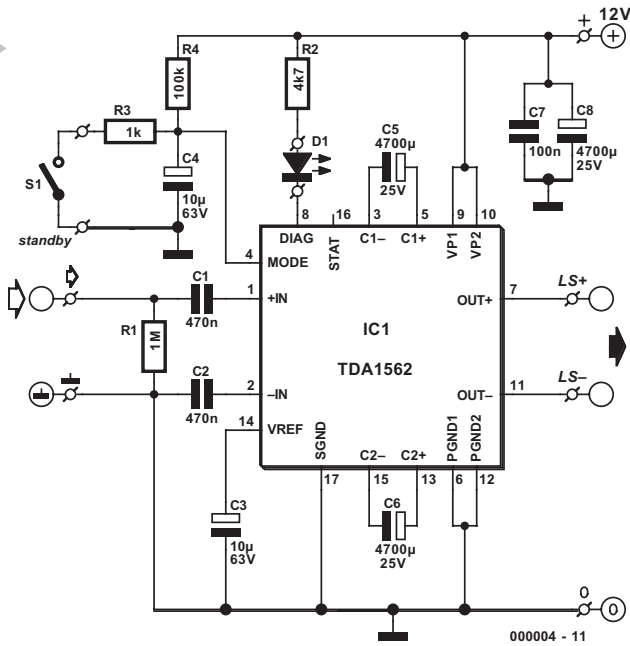 12V
+
+
R4
100k
R2
4k7
R3
1k
C4
10µ
63V
S1
standby
D1
C5
4700µ
25V
C7
100n
C8
4700µ
25V
8
16
3
5
9
10
DIAG
STAT
C1–
C1+
VP1
VP2
4
MODE
C1
470n
1
+IN
R1
1M
IC1
TDA1562
7
OUT+
LS+
C2
470n
2
–IN
11
OUT–
LS–
14
VREF
SGND
C2–
C2+
PGND1
PGND2
17
15
13
6
12
C3
10µ
63V
C6
4700µ
25V
0
0
000004 - 11